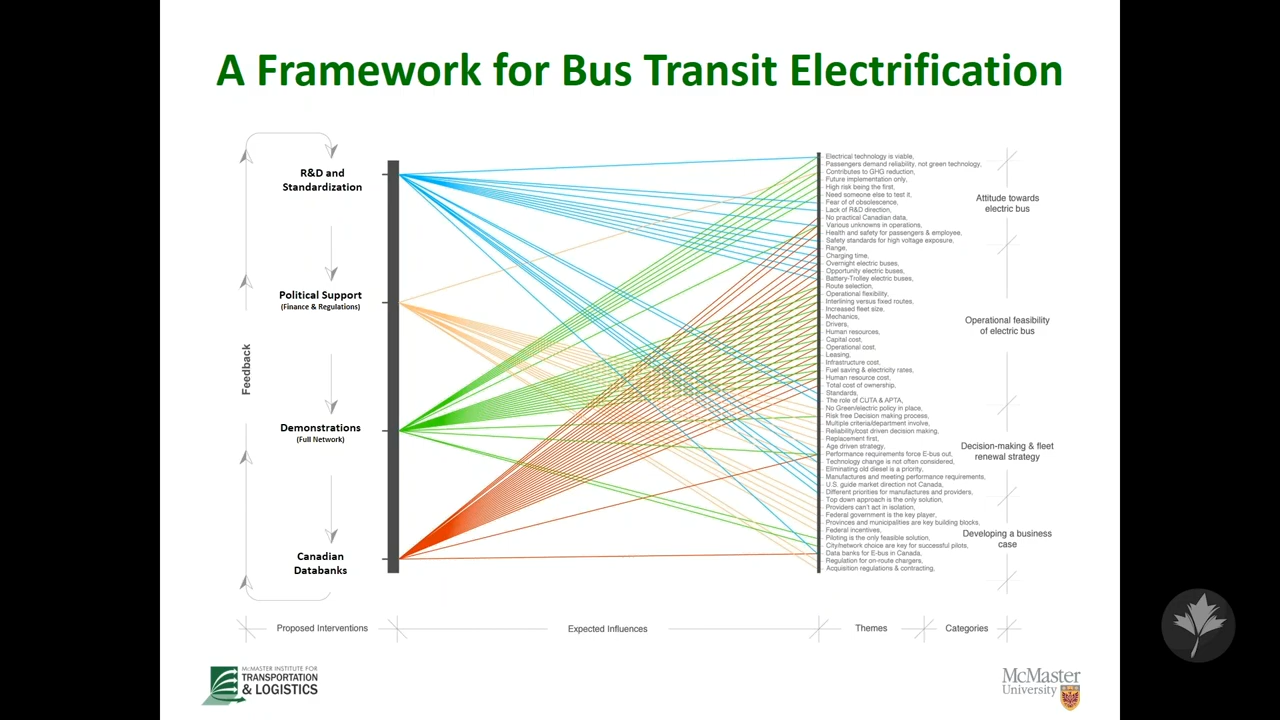 A Framework for Bus Transit Electrification
R&D and
Standardization
Political Support
(Finance & Regulations)
Feedback
Demonstrations
(Full Network)
Canadian
Databanks
Electrical technology is viable,
Passengers demand reliability, not green technology,
Contributes to GHG reduction,
Future implementation only,
High risk being the first,
Need someone else to test it,
Fear of of obsolescence,
Lack of R&D direction,
No practical Canadian data,
Various unknowns in operations,
Health and safety for passengers & employee,
Safety standards for high voltage exposure,
Range,
Charging time,
Overnight electric buses,
Opportunity electric buses,
Battery-Trolley electric buses,
Route selection,
Operational flexibility,
Interlining versus fixed routes,
Increased fleet size,
Mechanics,
Drivers,
Human resources,
Capital cost,
Operational cost,
Leasing,
Infrastructure cost,
Fuel saving & electricity rates,
Human resource cost,
Total cost of ownership,
Standards,
The role of CUTA & APTA,
No Green/electric policy in place,
Risk free Decision making process,
Multiple criteria/department involve,
Reliability/cost driven decision making,
Replacement first,
Age driven strategy,
Performance requirements force E-bus out,
Technology change is not often considered,
Eliminating old diesel is a priority,
Manufactures and meeting performance requirements,
U.S. guide market direction not Canada,
Different priorities for manufactures and providers,
Top down approach is the only solution,
Providers can't act in isolation,
Federal government is the key player,
Provinces and municipalities are key building blocks,
Federal incentives,
Piloting is the only feasible solution,
City/network choice are key for successful pilots,
Data banks for E-bus in Canada,
Regulation for on-route chargers,
Acquisition regulations & contracting,
Attitude towards
electric bus
Operational feasibility
of electric bus
Decision-making & fleet
renewal strategy
Developing a business
case
Proposed Interventions
Expected Influences
Themes
Categories
McMASTER INSTITUTE FOR
TRANSPORTATION
& LOGISTICS
McMaster
University